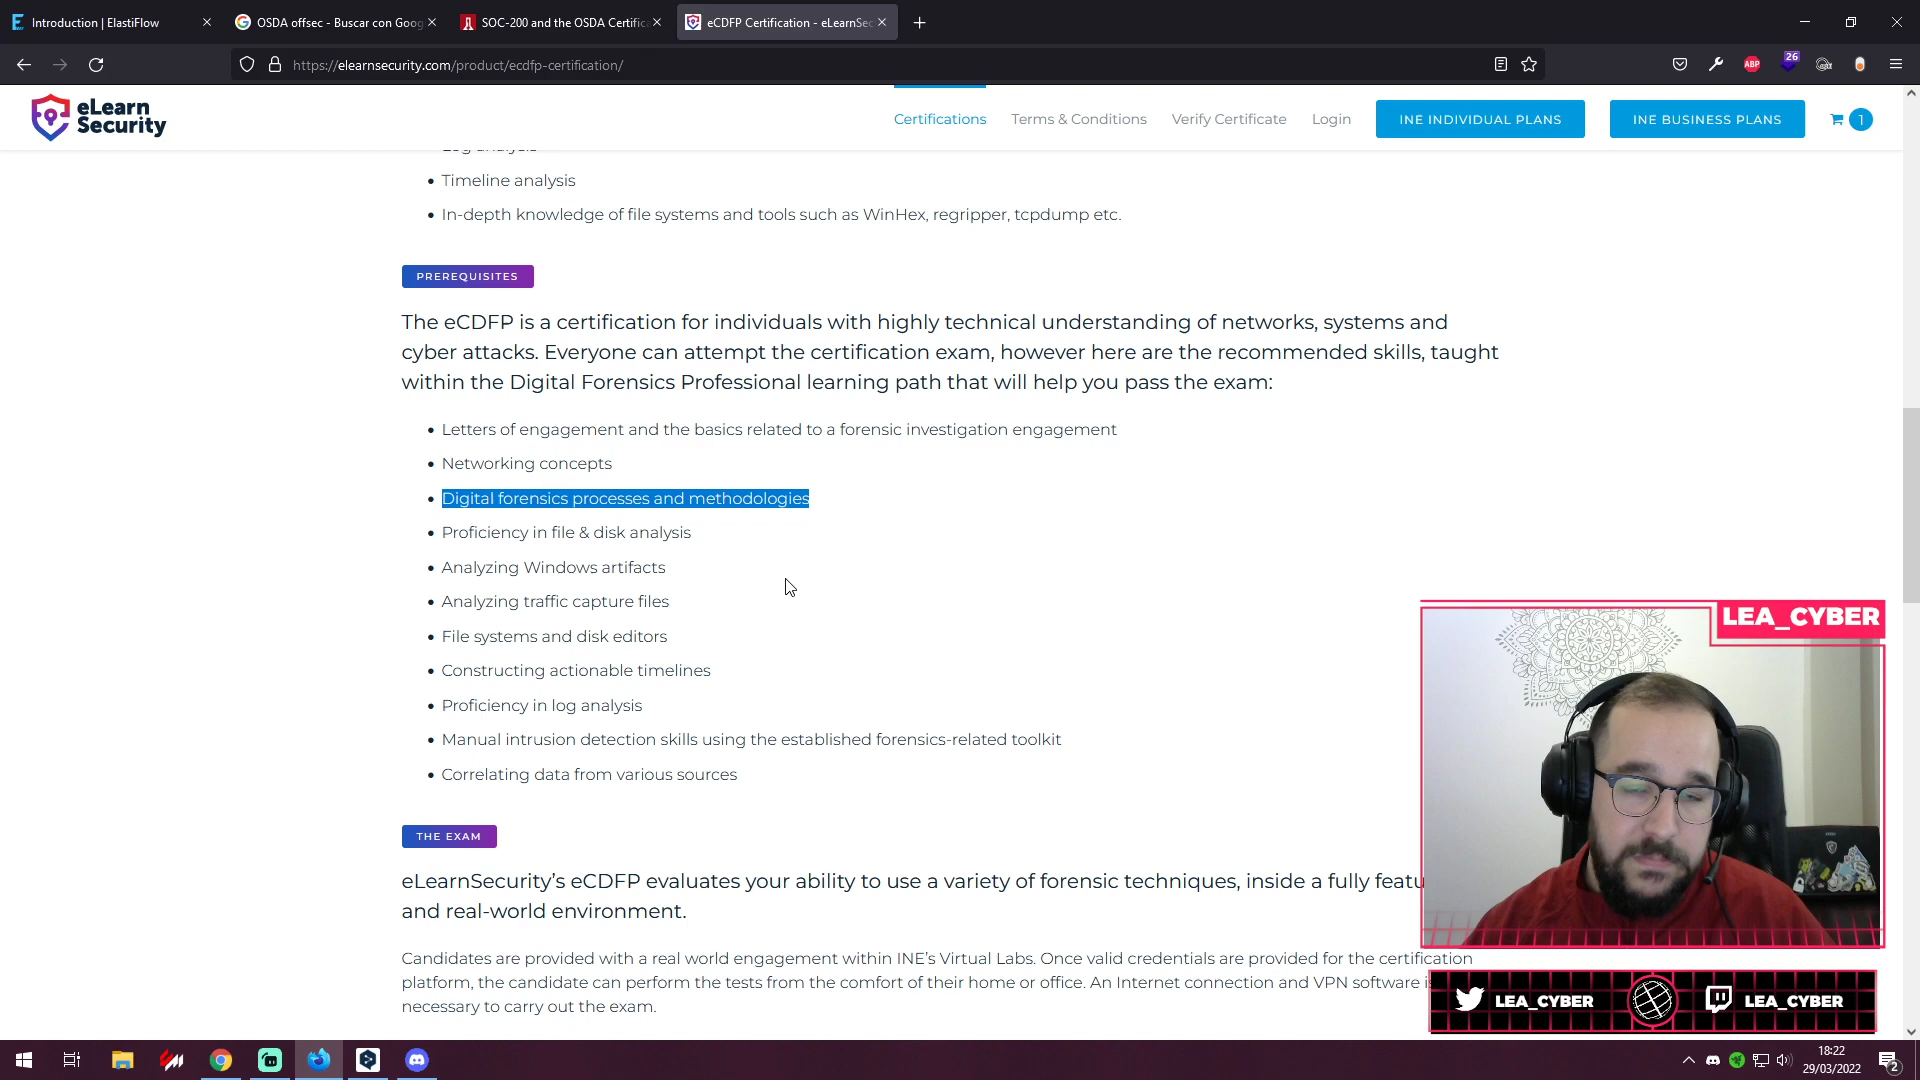 Introduction | ElastiFlow
OSDA offsec - Buscar con Goog
SOC-200 and the OSDA Certific
eCDFP Certification - eLearnSec
https://elearnsecurity.com/product/ecdfp-certification/
ABP
26
eLearn
Security
Certifications
Terms & Conditions
Verify Certificate
Login
INE INDIVIDUAL PLANS
INE BUSINESS PLANS
1
Log analysis
Timeline analysis
In-depth knowledge of file systems and tools such as WinHex, regripper, tcpdump etc.
PREREQUISITES
The eCDFP is a certification for individuals with highly technical understanding of networks, systems and
cyber attacks. Everyone can attempt the certification exam, however here are the recommended skills, taught
within the Digital Forensics Professional learning path that will help you pass the exam:
Letters of engagement and the basics related to a forensic investigation engagement
Networking concepts
Digital forensics processes and methodologies
Proficiency in file & disk analysis
Analyzing Windows artifacts
Analyzing traffic capture files
File systems and disk editors
Constructing actionable timelines
Proficiency in log analysis
Manual intrusion detection skills using the established forensics-related toolkit
Correlating data from various sources
THE EXAM
eLearnSecurity's eCDFP evaluates your ability to use a variety of forensic techniques, inside a fully featu
and real-world environment.
Candidates are provided with a real world engagement within INE's Virtual Labs. Once valid credentials are provided for the certification
platform, the candidate can perform the tests from the comfort of their home or office. An Internet connection and VPN software i
necessary to carry out the exam.
LEA_CYBER
LEA_CYBER
LEA_CYBER
18:22
29/03/2022
2